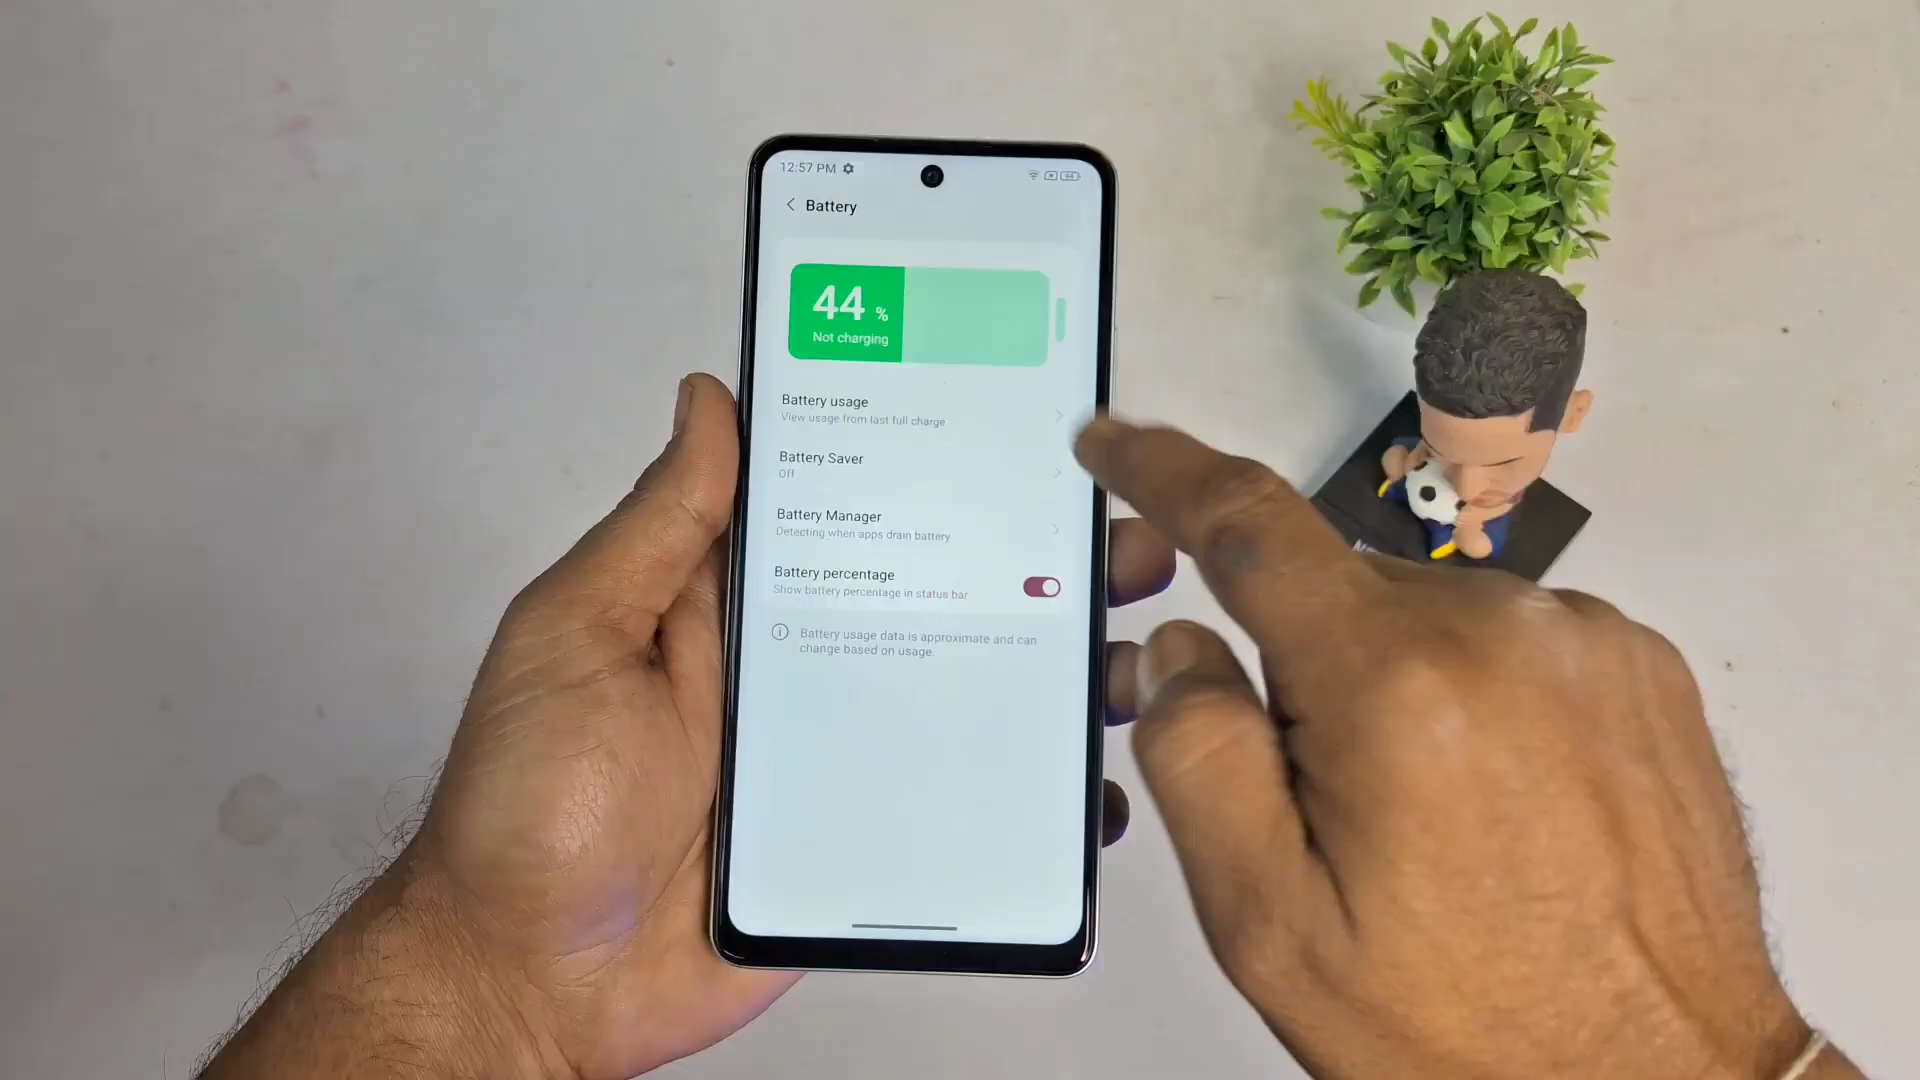 12:57 PM
44
Battery
44 %
Not charging
Battery usage
View usage from last full charge
Battery Saver
Off
Battery Manager
Detecting when apps drain battery
Battery percentage
Show battery percentage in status bar
Battery usage data is approximate and can
change based on usage.